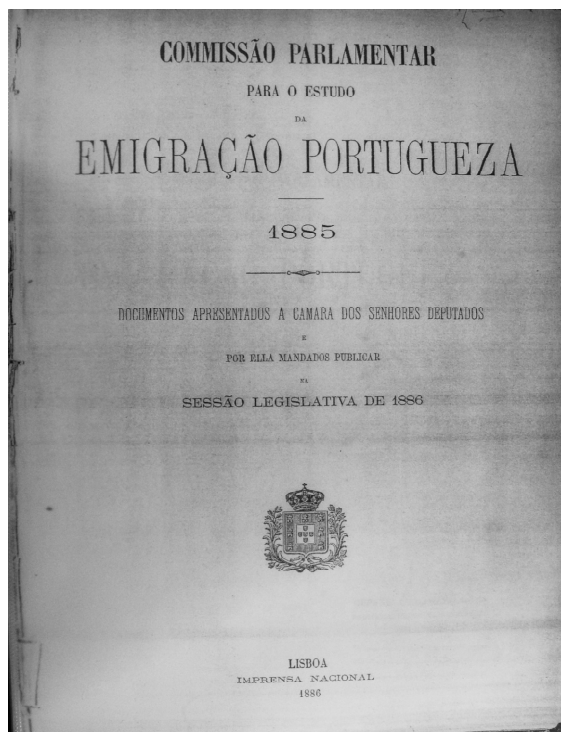 COMMISSÃO PARLAMENTAR
PARA O ESTUDO
DA
EMIGRAÇÃO PORTUGUEZA
1885
DOCUMENTOS APRESENTADOS A CAMARA DOS SENHORES DEPUTADOS
E
POR ELLA MANDADOS PUBLICAR
NA
SESSÃO LEGISLATIVA DE 1886
LISBOA
IMPRENSA NACIONAL
1886